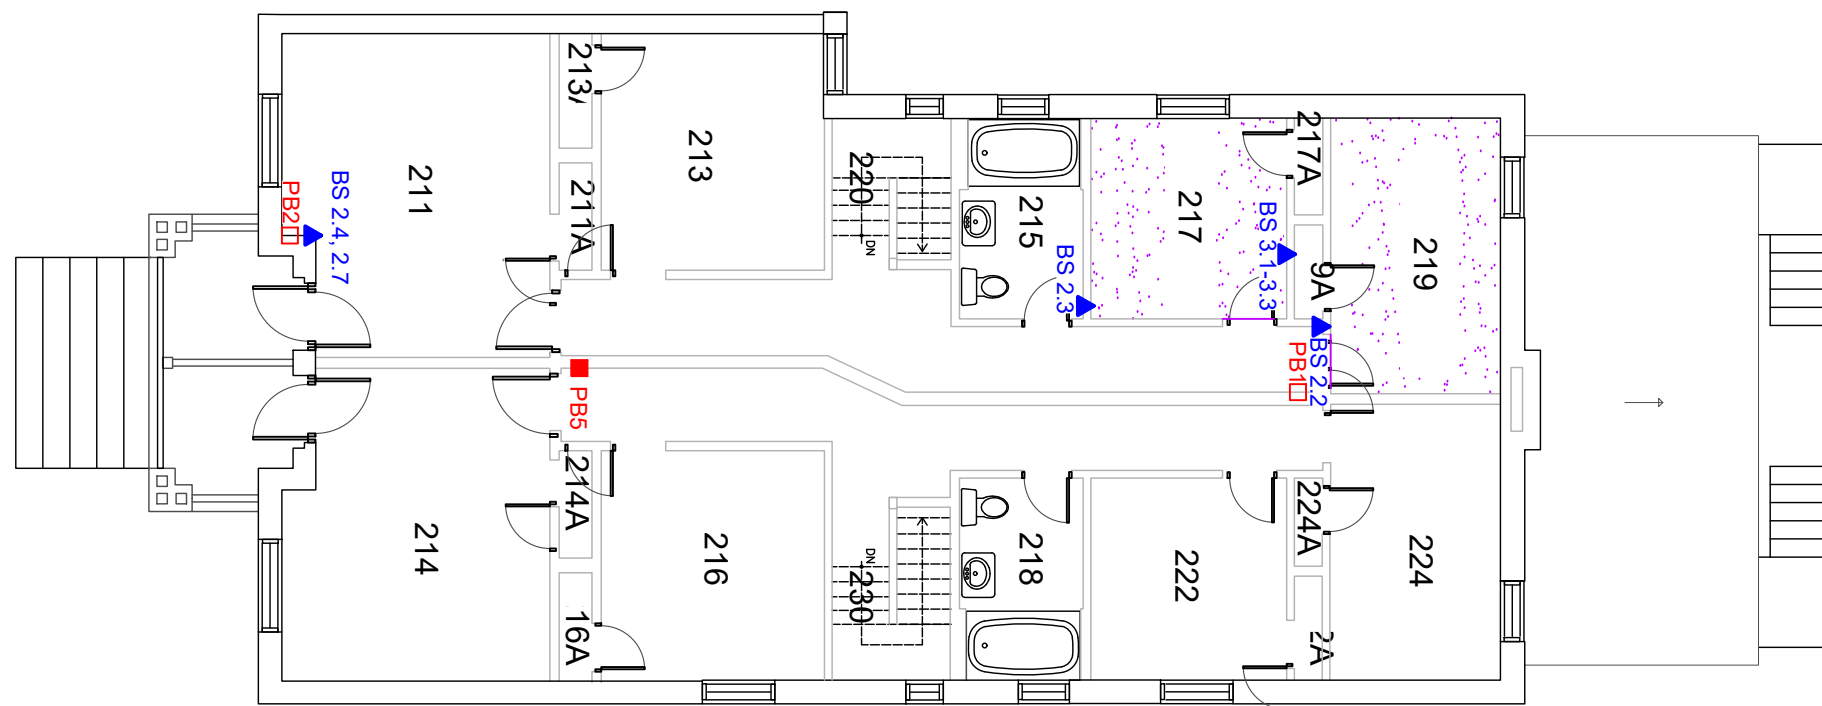 213A
217A
213
211
220
217
215
211A
219
BS 2.4, 2.7
PB2
BS 3.1-3.3
DN
BS 2.3
9A
BS 2.2
PB1
PB5
214A
224A
214
216
DN
218
222
224
230
16A
2A